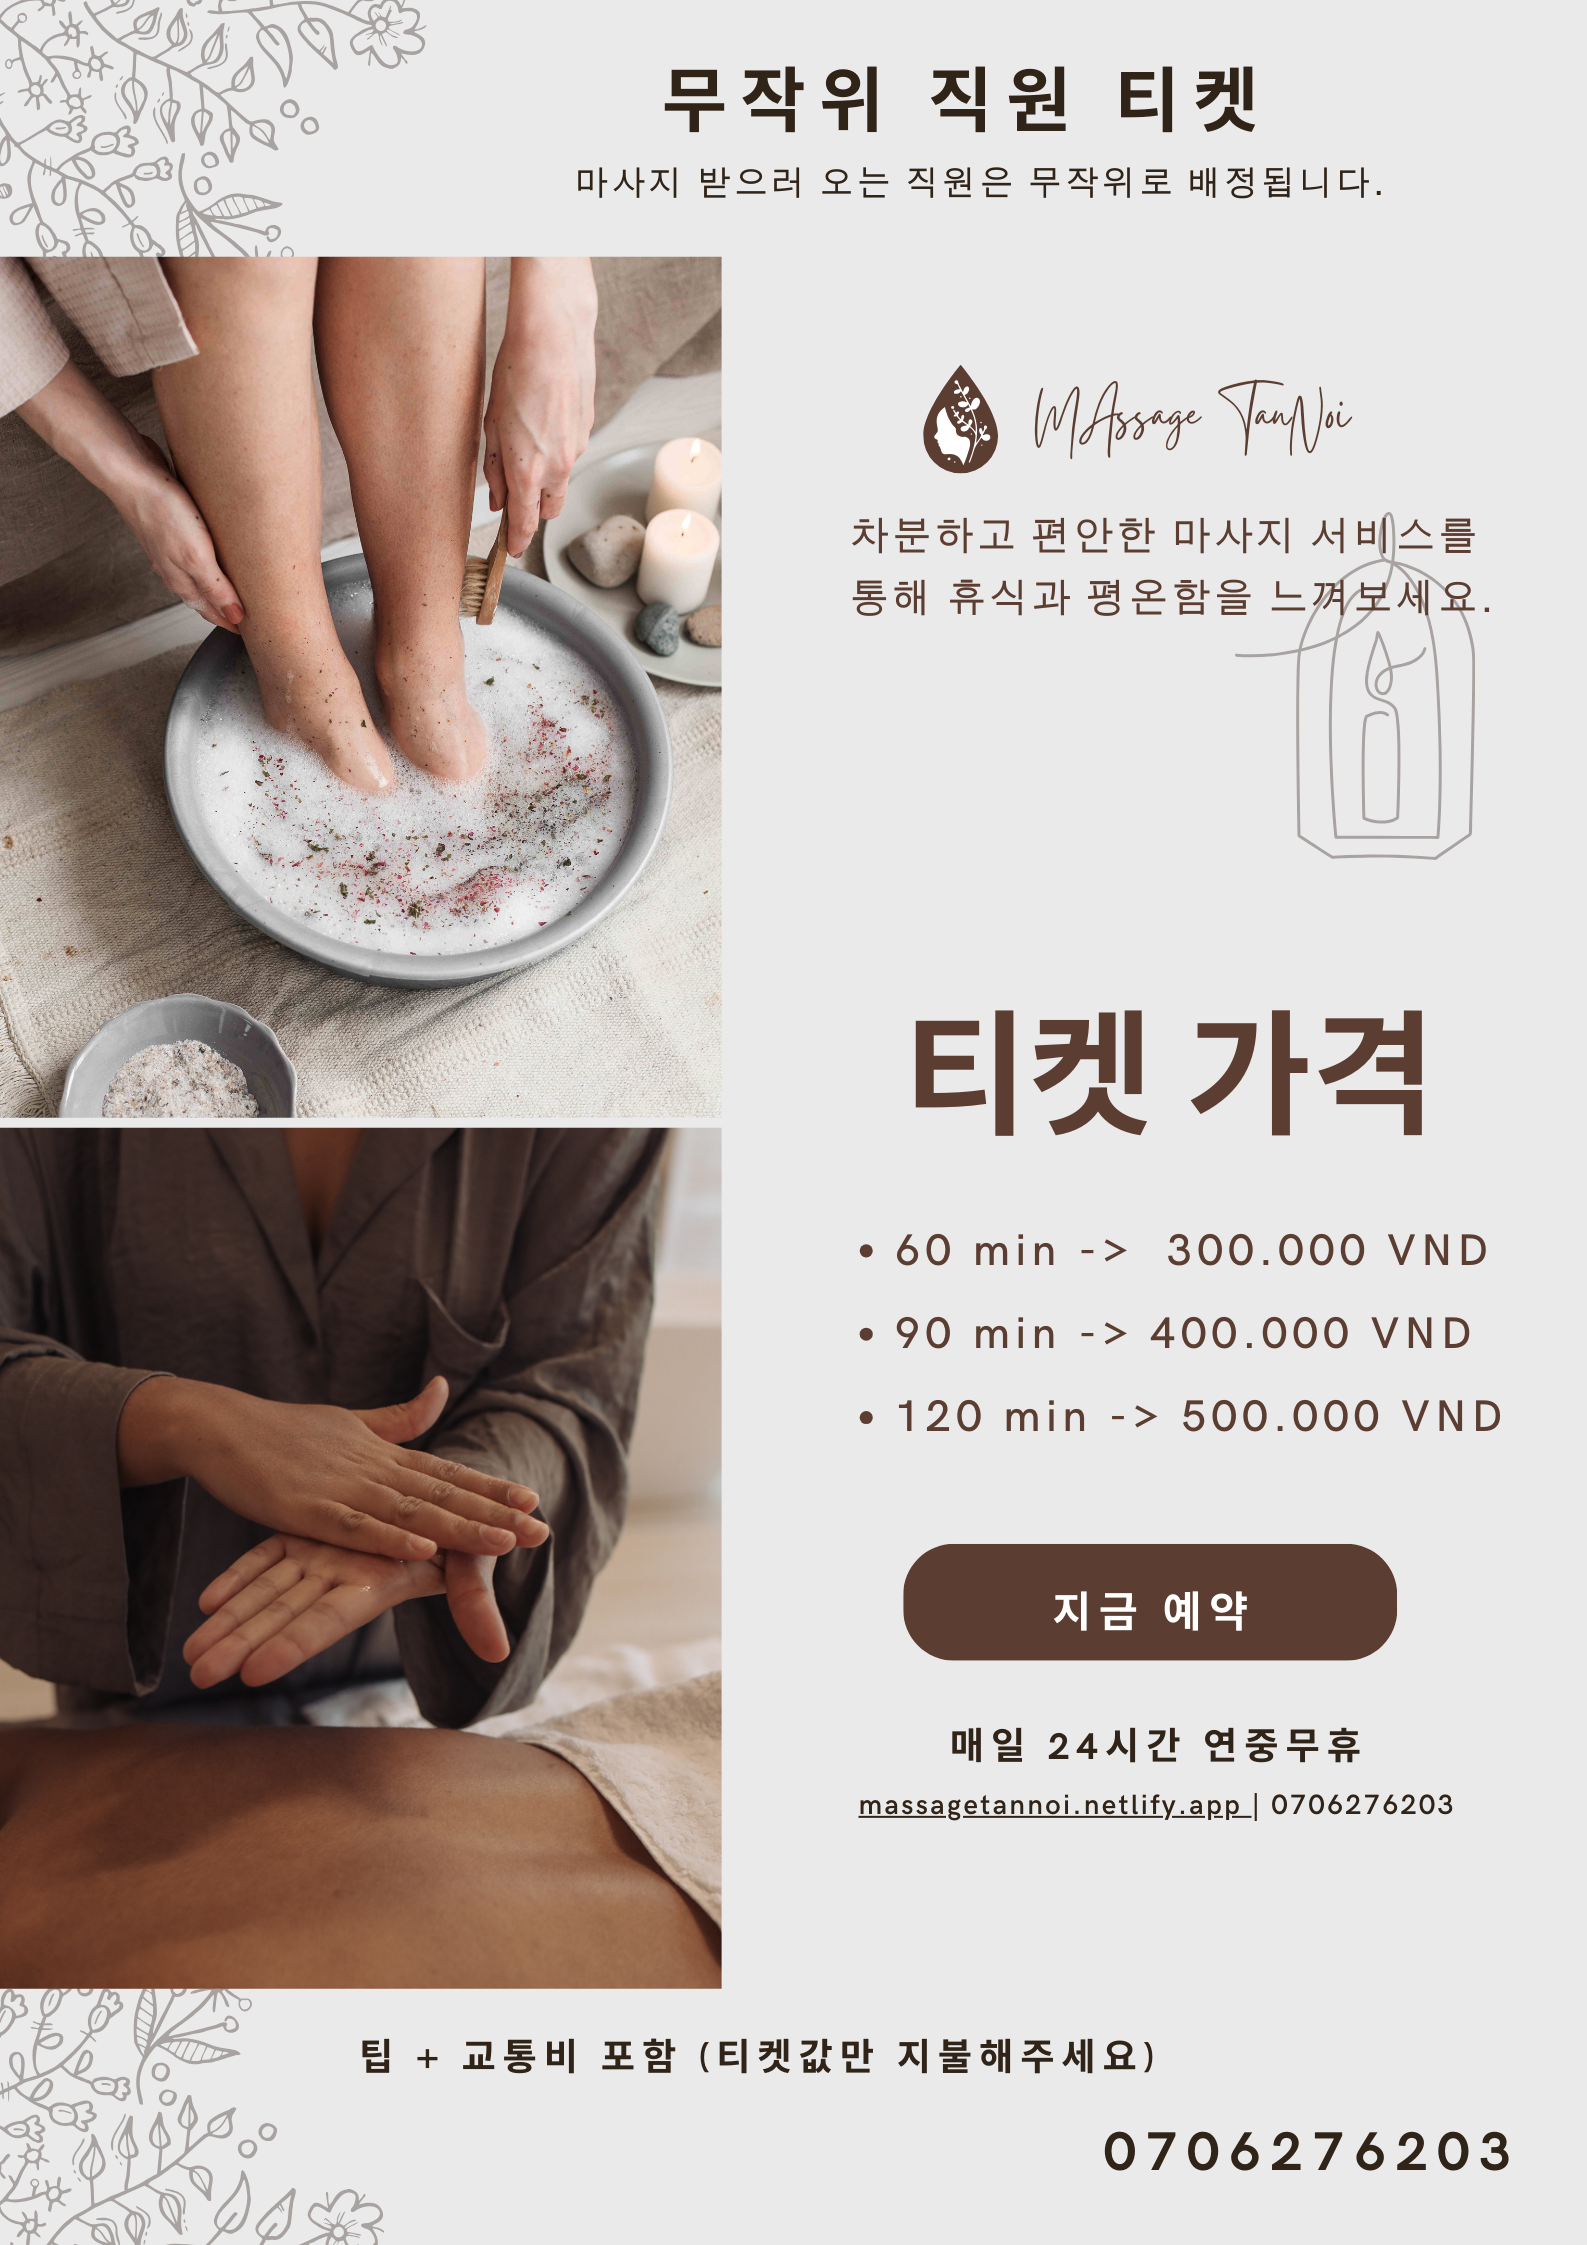 무작위 직원 티켓
마사지 받으러 오는 직원은 무작위로 배정됩니다.
MAssage TanNoi
차분하고 편안한 마사지 서비스를
통해 휴식과 평온함을 느껴보세요.
티켓 가격
• 60 min -> 300.000 VND
• 90 min -> 400.000 VND
• 120 min -> 500.000 VND
지금 예약
매일 24시간 연중무휴
massagetannoi.netlify.app | 0706276203
팁 + 교통비 포함 (티켓값만 지불해주세요)
0706276203